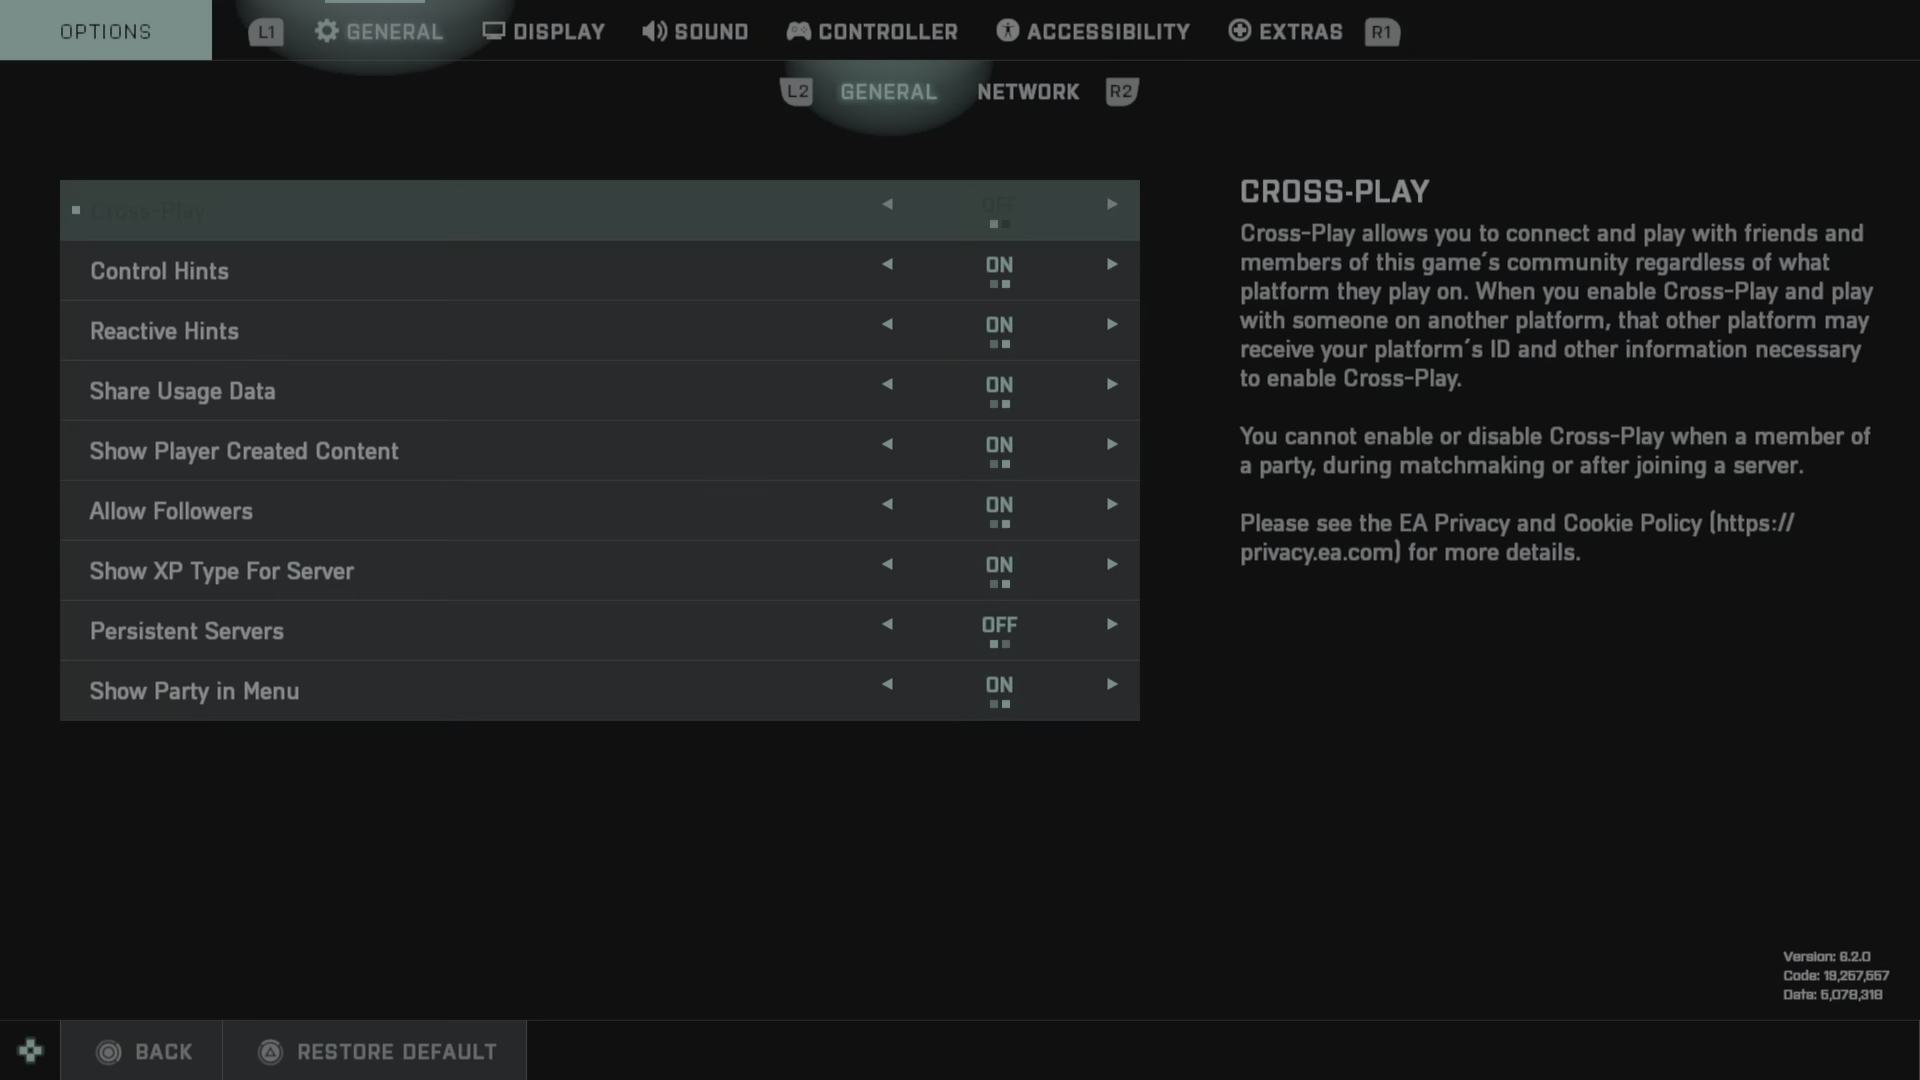 OPTIONS
L1 GENERAL DISPLAY SOUND CONTROLLER ACCESSIBILITY EXTRAS R1
L2 GENERAL NETWORK R2
Cross-Play OFF
Control Hints ON
Reactive Hints ON
Share Usage Data ON
Show Player Created Content ON
Allow Followers ON
Show XP Type For Server ON
Persistent Servers OFF
Show Party in Menu ON
CROSS-PLAY
Cross-Play allows you to connect and play with friends and
members of this game´s community regardless of what
platform they play on. When you enable Cross-Play and play
with someone on another platform, that other platform may
receive your platform´s ID and other information necessary
to enable Cross-Play.
You cannot enable or disable Cross-Play when a member of
a party, during matchmaking or after joining a server.
Please see the EA Privacy and Cookie Policy (https://
privacy.ea.com) for more details.
Version: 6.2.0
Code: 19,257,557
Data: 5,078,318
BACK RESTORE DEFAULT